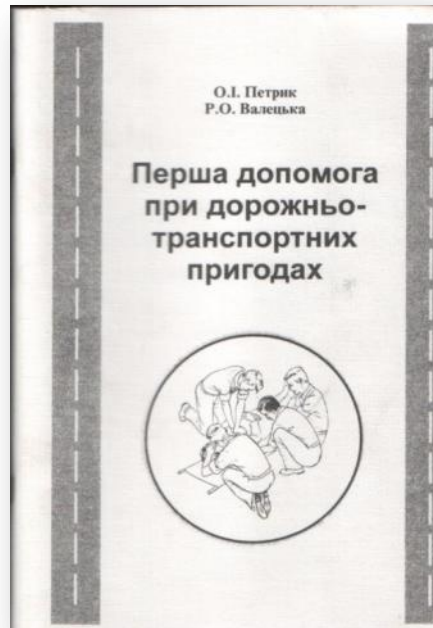 О.І. Петрик
Р.О. Валецька
Перша допомога
при дорожньо-
транспортних
пригодах